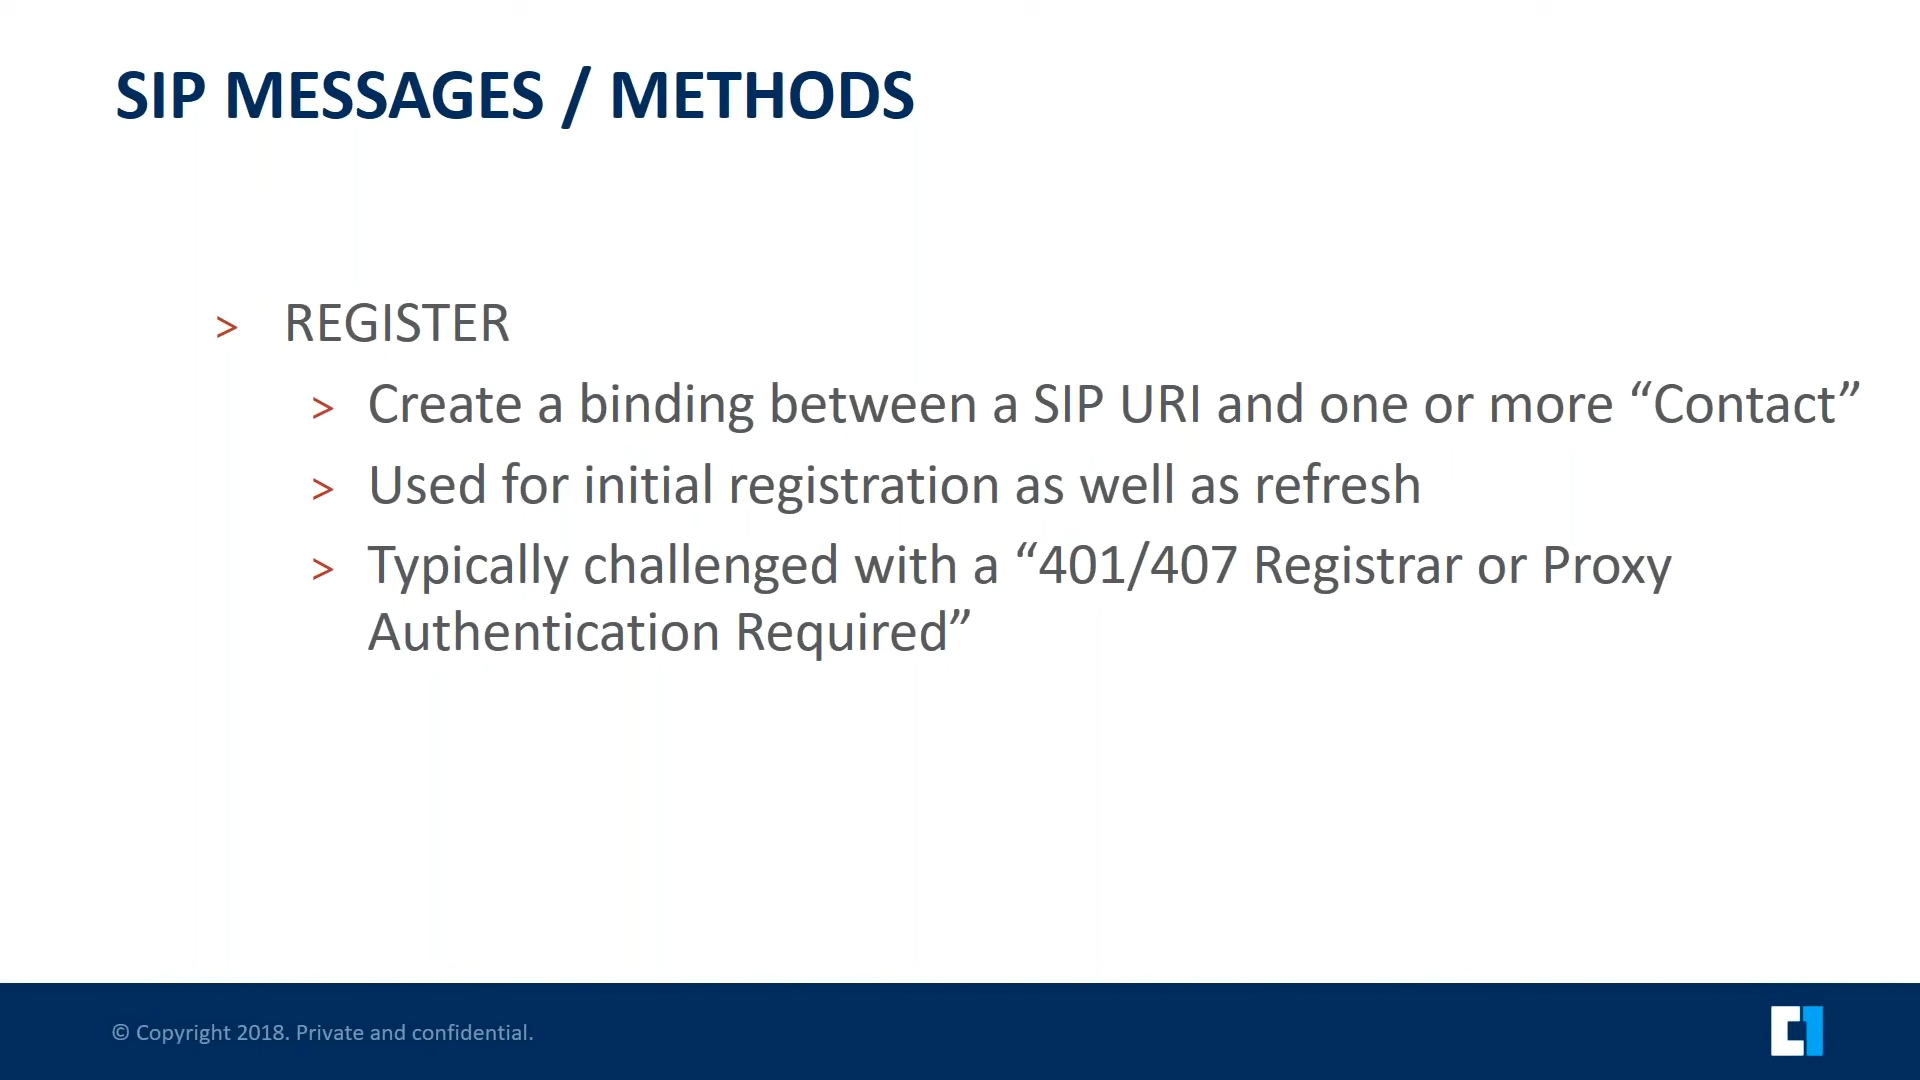 SIP MESSAGES / METHODS
> REGISTER
> Create a binding between a SIP URI and one or more “Contact”
> Used for initial registration as well as refresh
> Typically challenged with a “401/407 Registrar or Proxy
Authentication Required”
© Copyright 2018. Private and confidential.